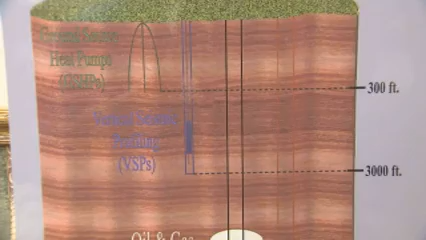 Ground Source
Heat Pumps
(GSHPs)
300 ft.
Vertical Seismic
Profiling
(VSPs)
3000 ft.
Oil & Gas